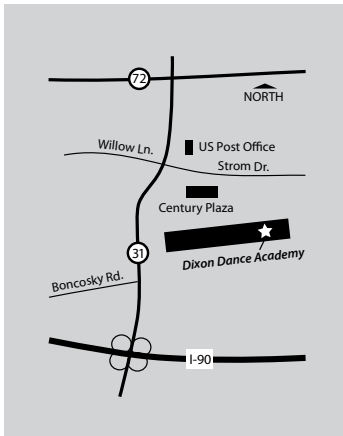 72
NORTH
Willow Ln.
US Post Office
Strom Dr.
Century Plaza
31
Dixon Dance Academy
Boncosky Rd.
I-90